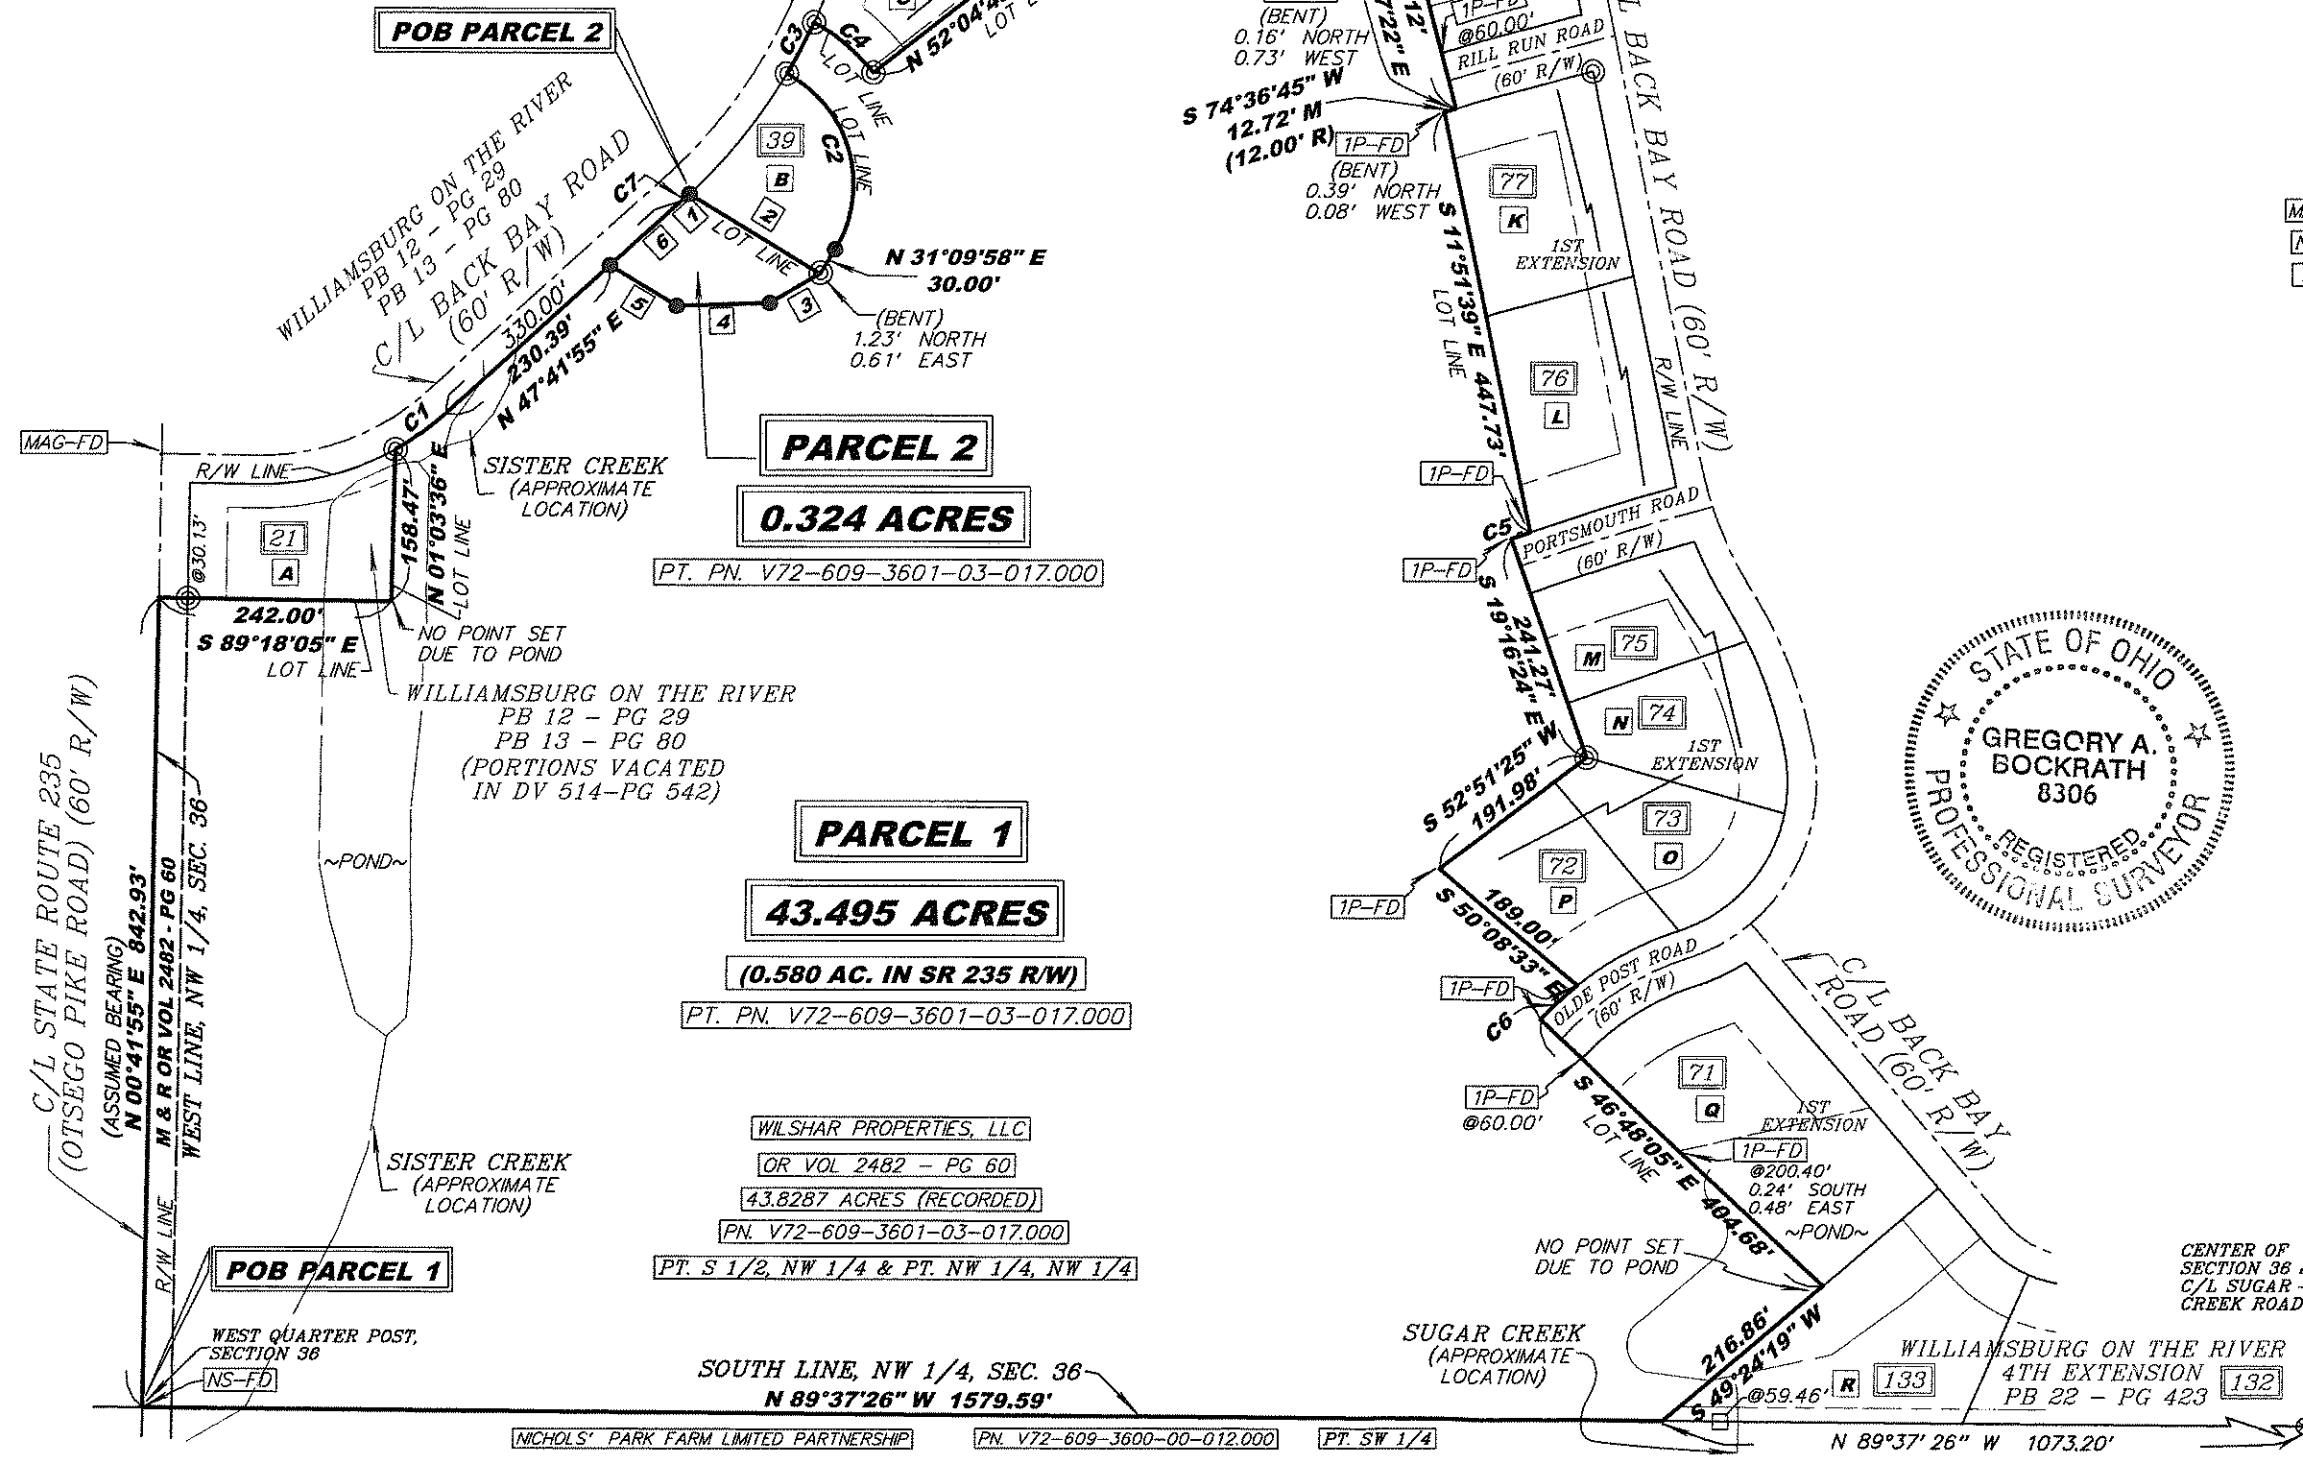 POB PARCEL 2
C3
C4
LOT LINE
N 52°04'4
LOT L
WILLIAMSBURG ON THE RIVER
PB 12 - PG 29
PB 13 - PG 80
C/L BACK BAY ROAD
(60' R/W)
C7
39
B
C2
LOT LINE
1
2
LOT LINE
6
5
4
3
N 31°09'58" E
30.00'
(BENT)
1.23' NORTH
0.61' EAST
330.00'
230.39'
N 47°41'55" E
C1
MAG-FD
R/W LINE
@30.13'
21
A
158.47'
N 01°03'36" E
LOT LINE
SISTER CREEK
(APPROXIMATE
LOCATION)
242.00'
S 89°18'05" E
LOT LINE
NO POINT SET
DUE TO POND
WILLIAMSBURG ON THE RIVER
PB 12 - PG 29
PB 13 - PG 80
(PORTIONS VACATED
IN DV 514-PG 542)
PARCEL 2
0.324 ACRES
PT. PN. V72-609-3601-03-017.000
PARCEL 1
43.495 ACRES
(0.580 AC. IN SR 235 R/W)
PT. PN. V72-609-3601-03-017.000
~POND~
C/L STATE ROUTE 235
(OTSEGO PIKE ROAD) (60' R/W)
(ASSUMED BEARING)
N 00°41'55" E 842.93'
M & R OR VOL 2482 - PG 60
WEST LINE, NW 1/4, SEC. 36
R/W LINE
SISTER CREEK
(APPROXIMATE
LOCATION)
WILSHAR PROPERTIES, LLC
OR VOL 2482 - PG 60
43.8287 ACRES (RECORDED)
PN. V72-609-3601-03-017.000
PT. S 1/2, NW 1/4 & PT. NW 1/4, NW 1/4
POB PARCEL 1
WEST QUARTER POST,
SECTION 36
NS-FD
SOUTH LINE, NW 1/4, SEC. 36
N 89°37'26" W 1579.59'
NICHOLS' PARK FARM LIMITED PARTNERSHIP
PN. V72-609-3600-00-012.000
PT. SW 1/4
(BENT)
0.16' NORTH
0.73' WEST
12'
7'22" E
1P-FD
@60.00'
RILL RUN ROAD
(60' R/W)
L BACK BAY ROAD (60' R/W)
S 74°36'45" W
12.72' M
(12.00' R)
1P-FD
(BENT)
0.39' NORTH
0.08' WEST
77
K
1ST
EXTENSION
S 11°51'39" E 447.73'
LOT LINE
76
L
R/W LINE
1P-FD
C5
PORTSMOUTH ROAD
(60' R/W)
1P-FD
241.27'
S 19°16'24" E
M
75
N
74
1ST
EXTENSION
S 52°51'25" W
191.98'
73
O
72
P
1P-FD
189.00'
S 50°08'33" E
1P-FD
C6
OLDE POST ROAD
(60' R/W)
C/L BACK BAY
ROAD (60' R/W)
1P-FD
@60.00'
71
Q
1ST
EXTENSION
S 46°48'05" E 404.68'
LOT LINE
1P-FD
@200.40'
0.24' SOUTH
0.48' EAST
~POND~
NO POINT SET
DUE TO POND
SUGAR CREEK
(APPROXIMATE
LOCATION)
216.86'
S 49°24'19" W
@59.46'
R
133
WILLIAMSBURG ON THE RIVER
4TH EXTENSION
PB 22 - PG 423
132
N 89°37'26" W 1073.20'
CENTER OF
SECTION 36
C/L SUGAR
CREEK ROAD
STATE OF OHIO
GREGORY A.
BOCKRATH
8306
REGISTERED
PROFESSIONAL SURVEYOR